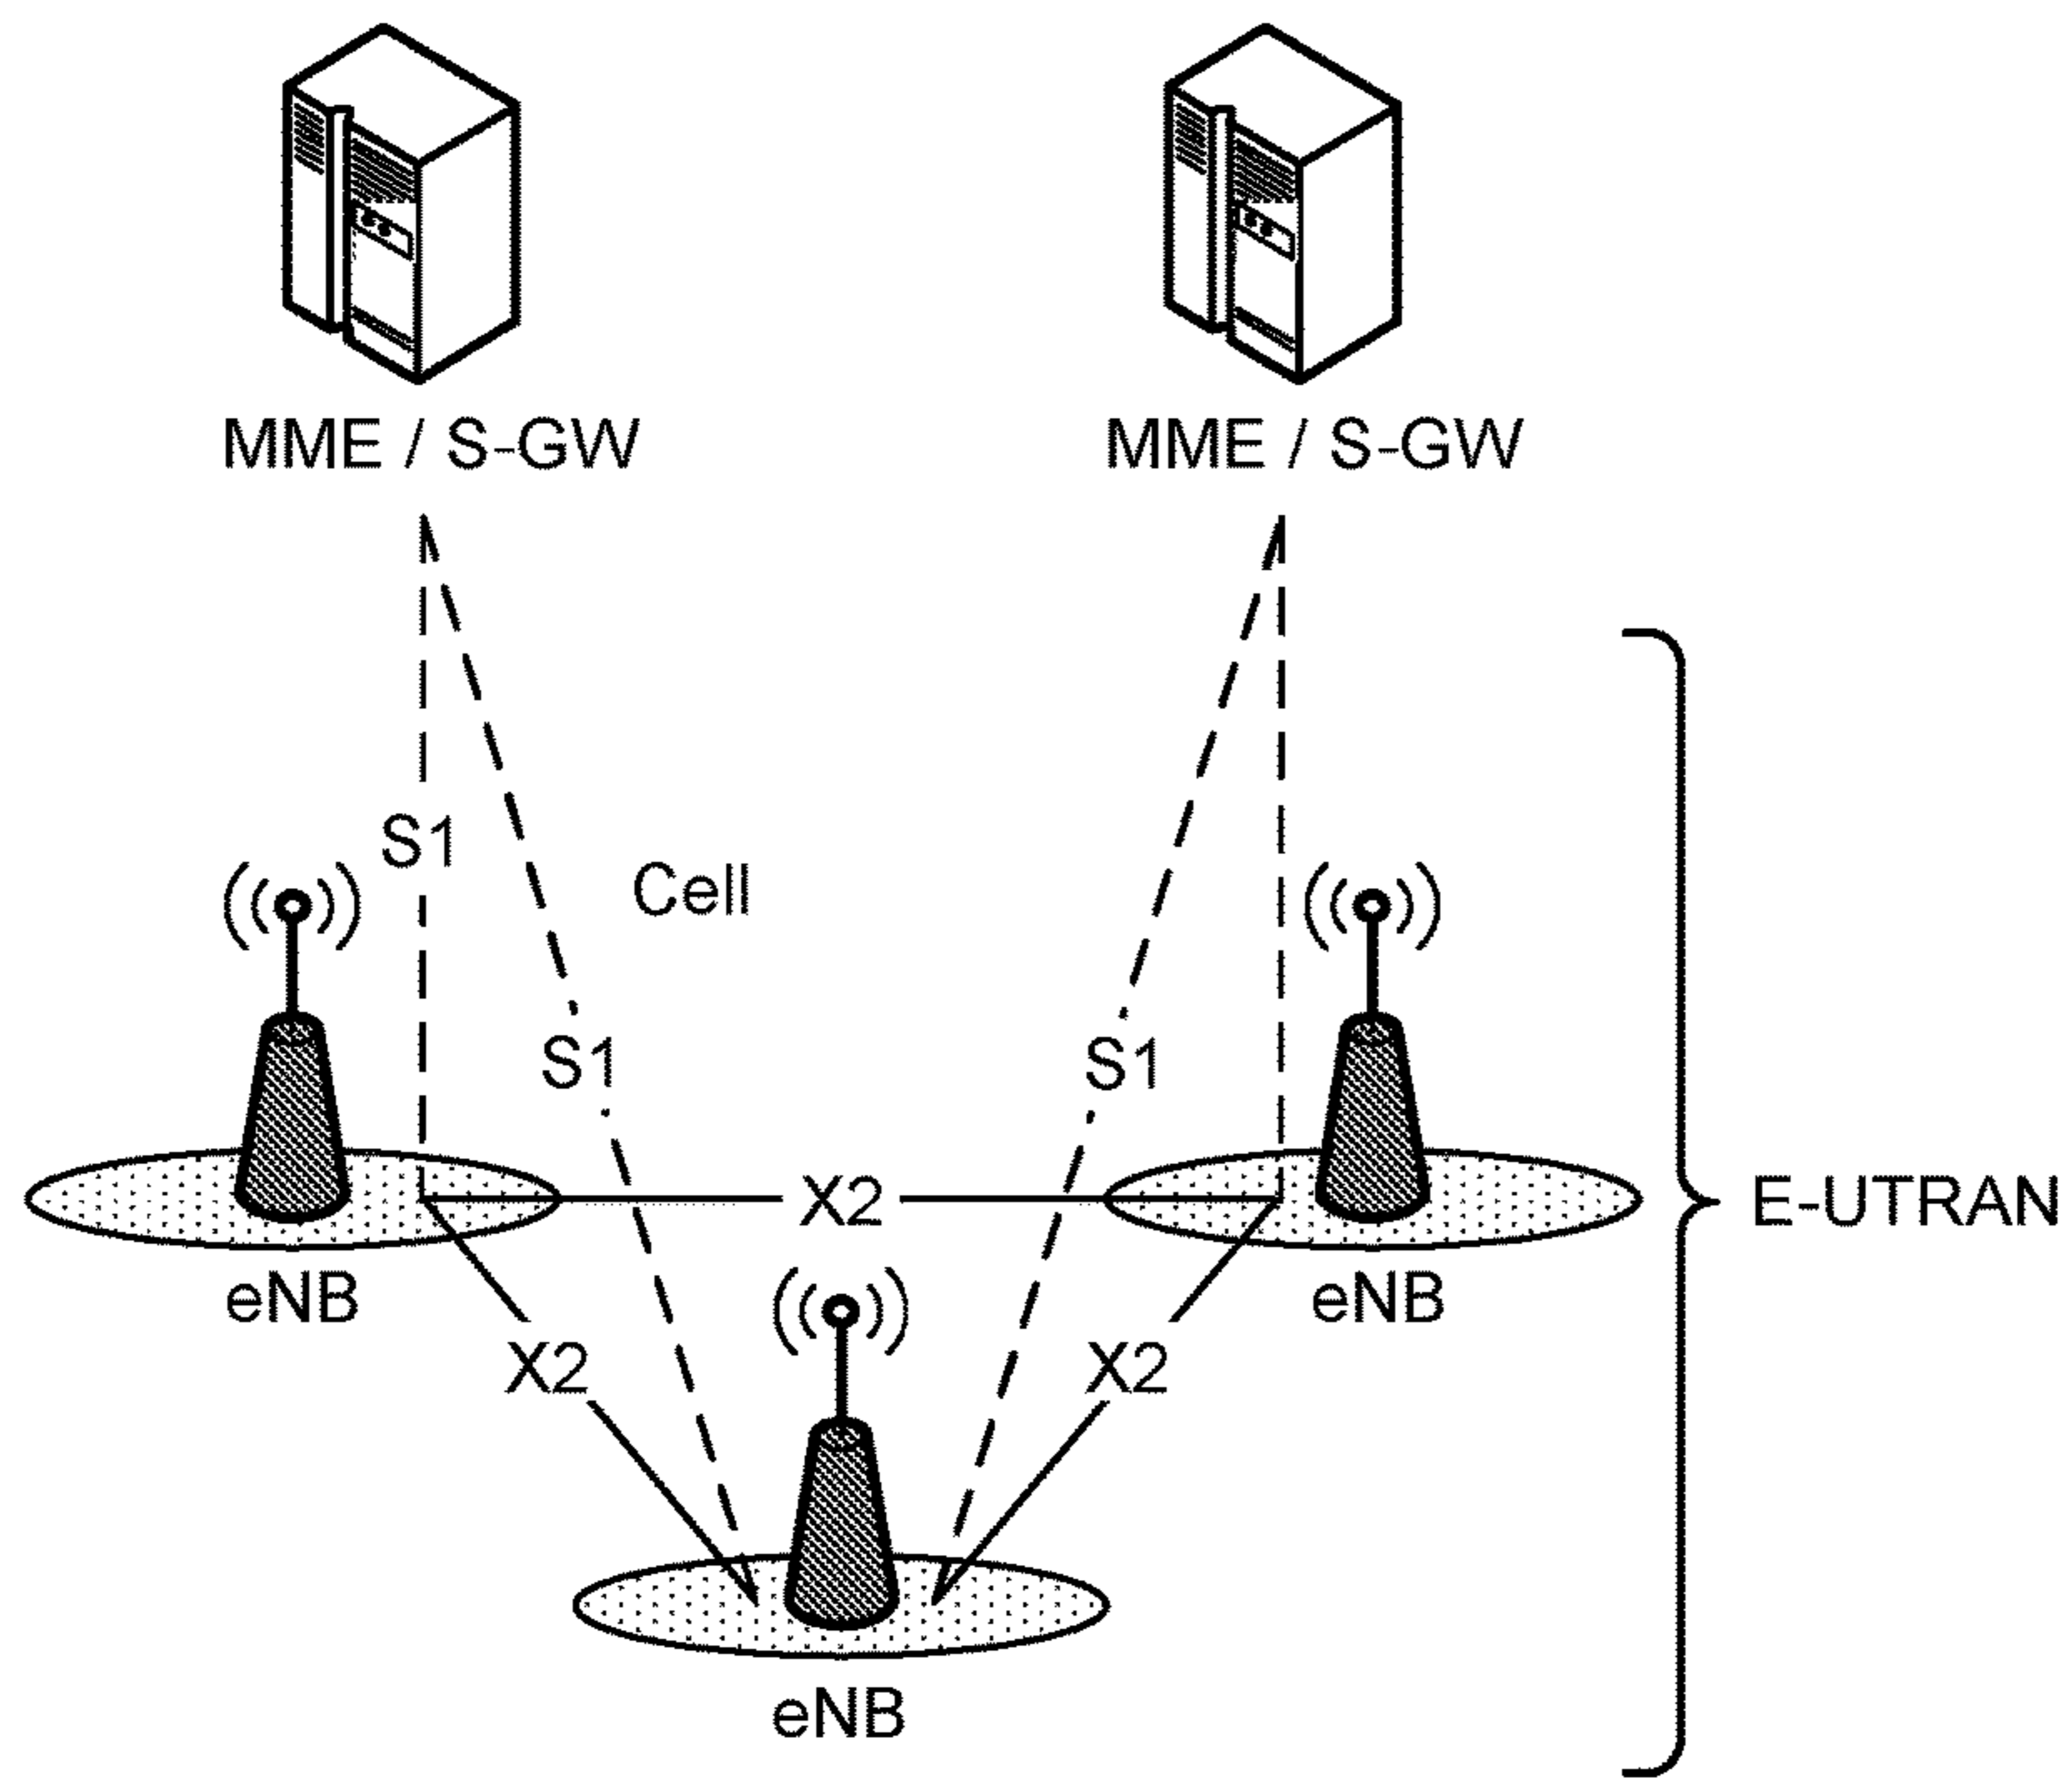 MME / S-GW
MME / S-GW
S1
Cell
S1
S1
X2
E-UTRAN
eNB
eNB
X2
X2
eNB